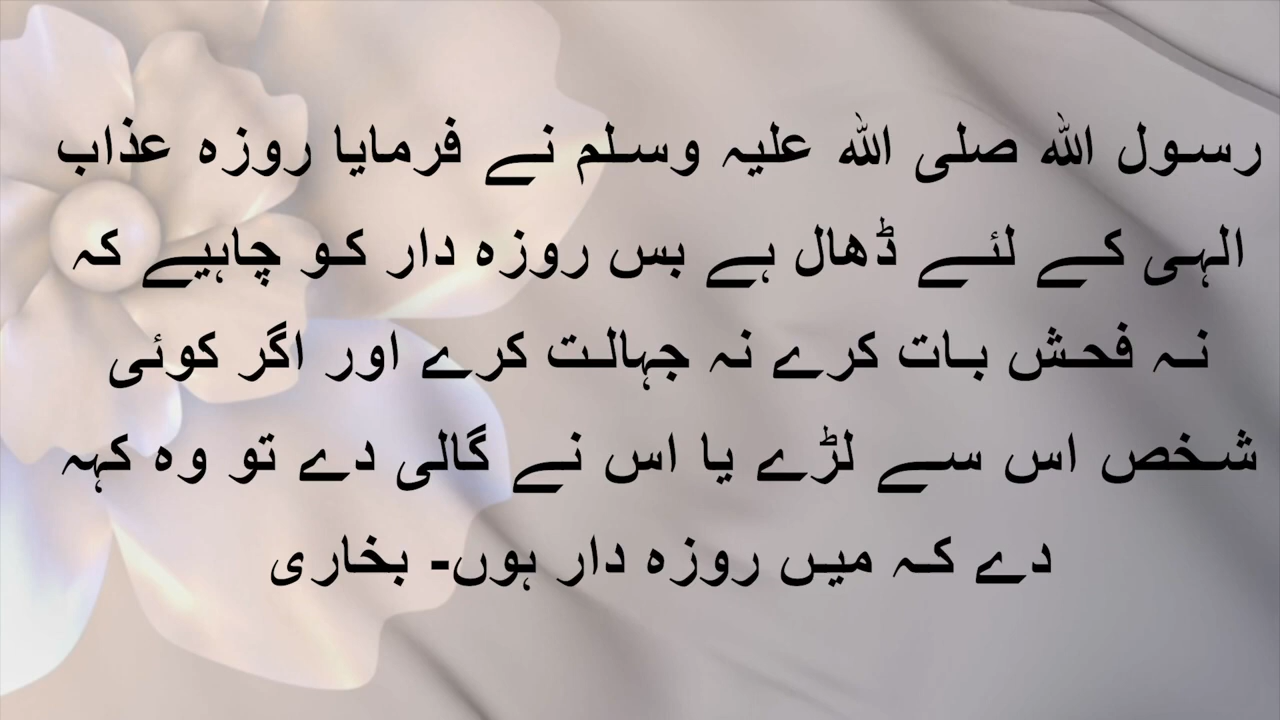 رسول اللہ صلی اللہ علیہ وسلم نے فرمایا روزہ عذاب
الہی کے لئے ڈھال ہے بس روزہ دار کو چاہیے کہ
نہ فحش بات کرے نہ جہالت کرے اور اگر کوئی
شخص اس سے لڑے یا اس نے گالی دے تو وہ کہہ
دے کہ میں روزہ دار ہوں- بخاری